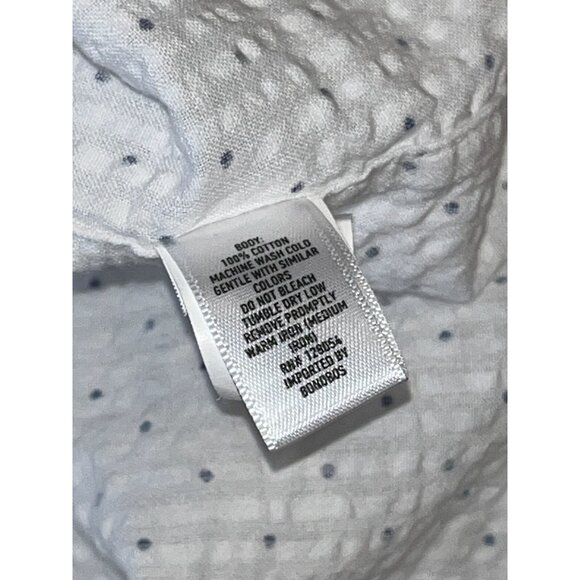 BODY:
100% COTTON
MACHINE WASH COLD
GENTLE WITH SIMILAR
COLORS
DO NOT BLEACH
TUMBLE DRY LOW
REMOVE PROMPTLY
WARM IRON (MEDIUM
IRON)
RN# 128054
IMPORTED BY
BONOBOS